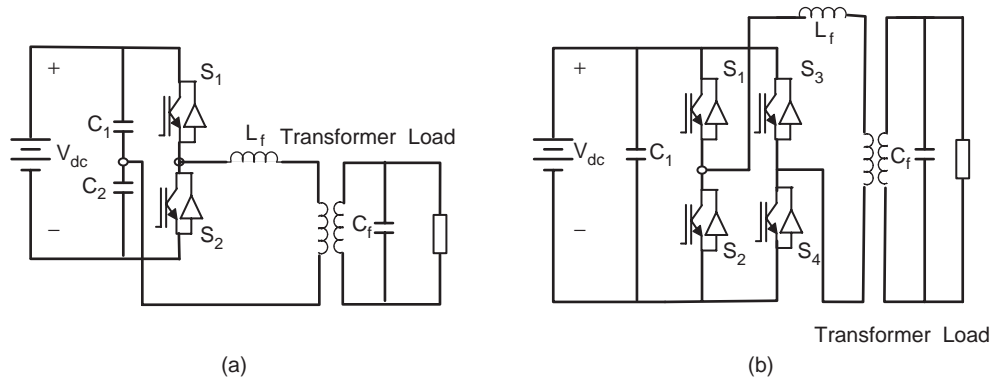 +
S1
C1
Lf
Transformer Load
Vdc
C2
Cf
−
S2
(a)
Lf
+
S1
S3
Vdc
C1
Cf
−
S2
S4
Transformer Load
(b)